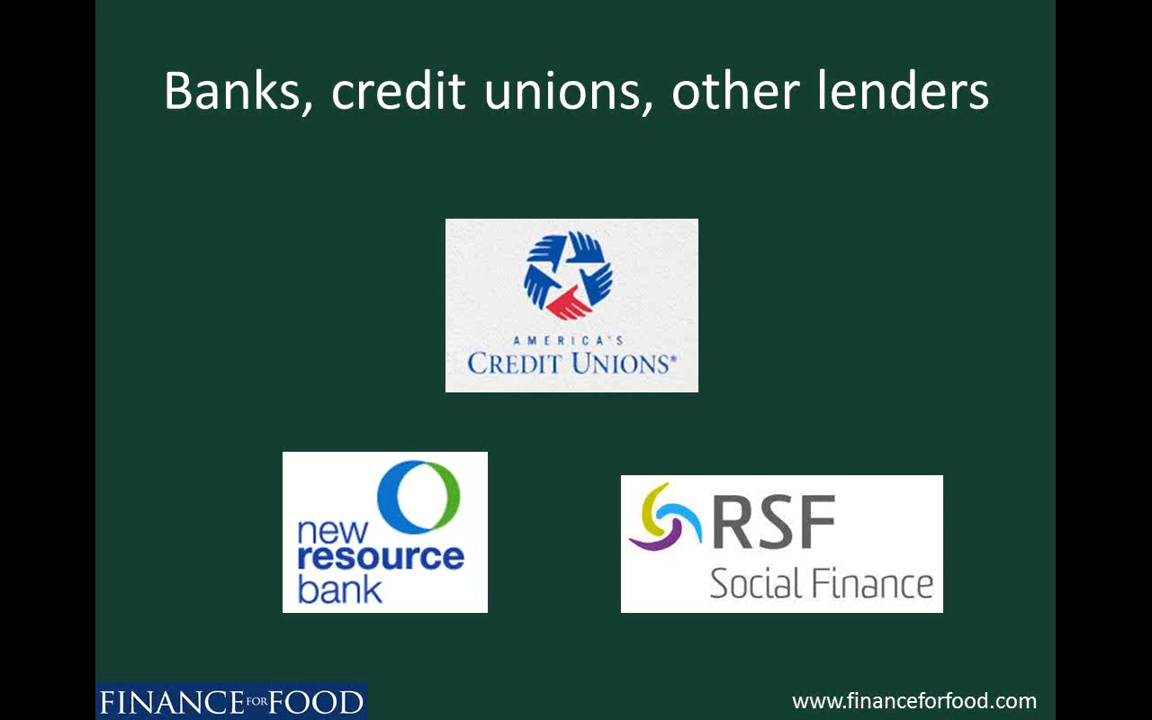 Banks, credit unions, other lenders
AMERICA'S
CREDIT UNIONS®
new
resource
bank
RSF
Social Finance
FINANCE FOR FOOD
www.financeforfood.com